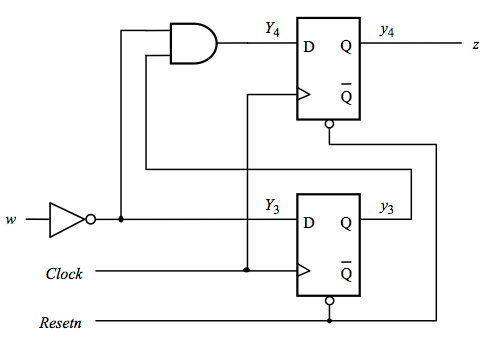 Y4 D Q y4 z
Q̅
w Y3 D Q y3
Clock Q̅
Resetn